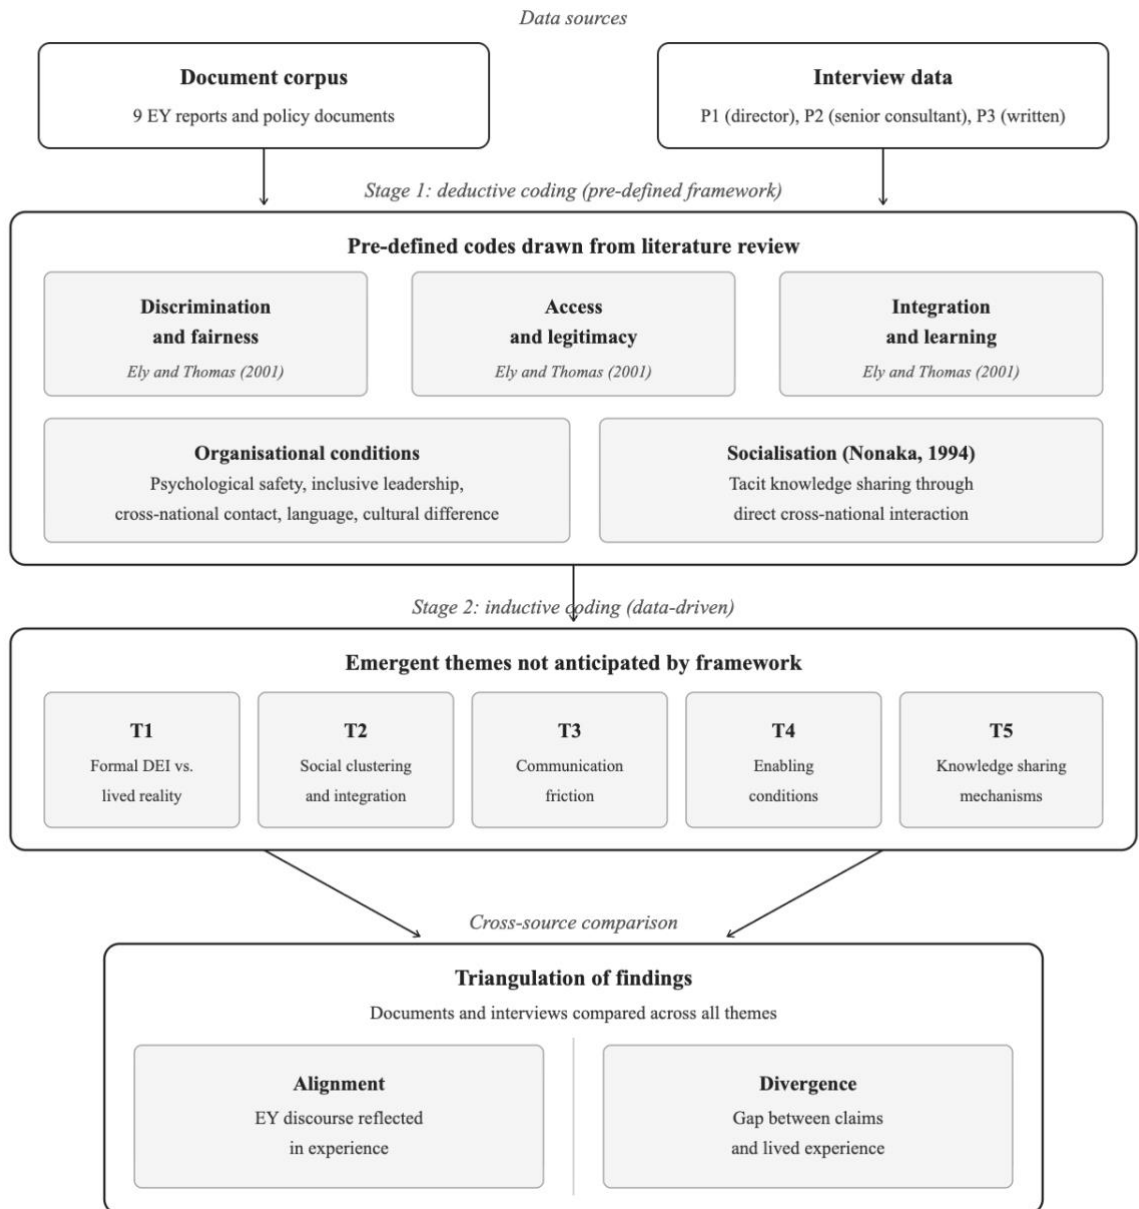 Data sources
Document corpus
9 EY reports and policy documents
Interview data
P1 (director), P2 (senior consultant), P3 (written)
Stage 1: deductive coding (pre-defined framework)
Pre-defined codes drawn from literature review
Discrimination
and fairness
Ely and Thomas (2001)
Access
and legitimacy
Ely and Thomas (2001)
Integration
and learning
Ely and Thomas (2001)
Organisational conditions
Psychological safety, inclusive leadership,
cross-national contact, language, cultural difference
Socialisation (Nonaka, 1994)
Tacit knowledge sharing through
direct cross-national interaction
Stage 2: inductive coding (data-driven)
Emergent themes not anticipated by framework
T1
Formal DEI vs.
lived reality
T2
Social clustering
and integration
T3
Communication
friction
T4
Enabling
conditions
T5
Knowledge sharing
mechanisms
Cross-source comparison
Triangulation of findings
Documents and interviews compared across all themes
Alignment
EY discourse reflected
in experience
Divergence
Gap between claims
and lived experience